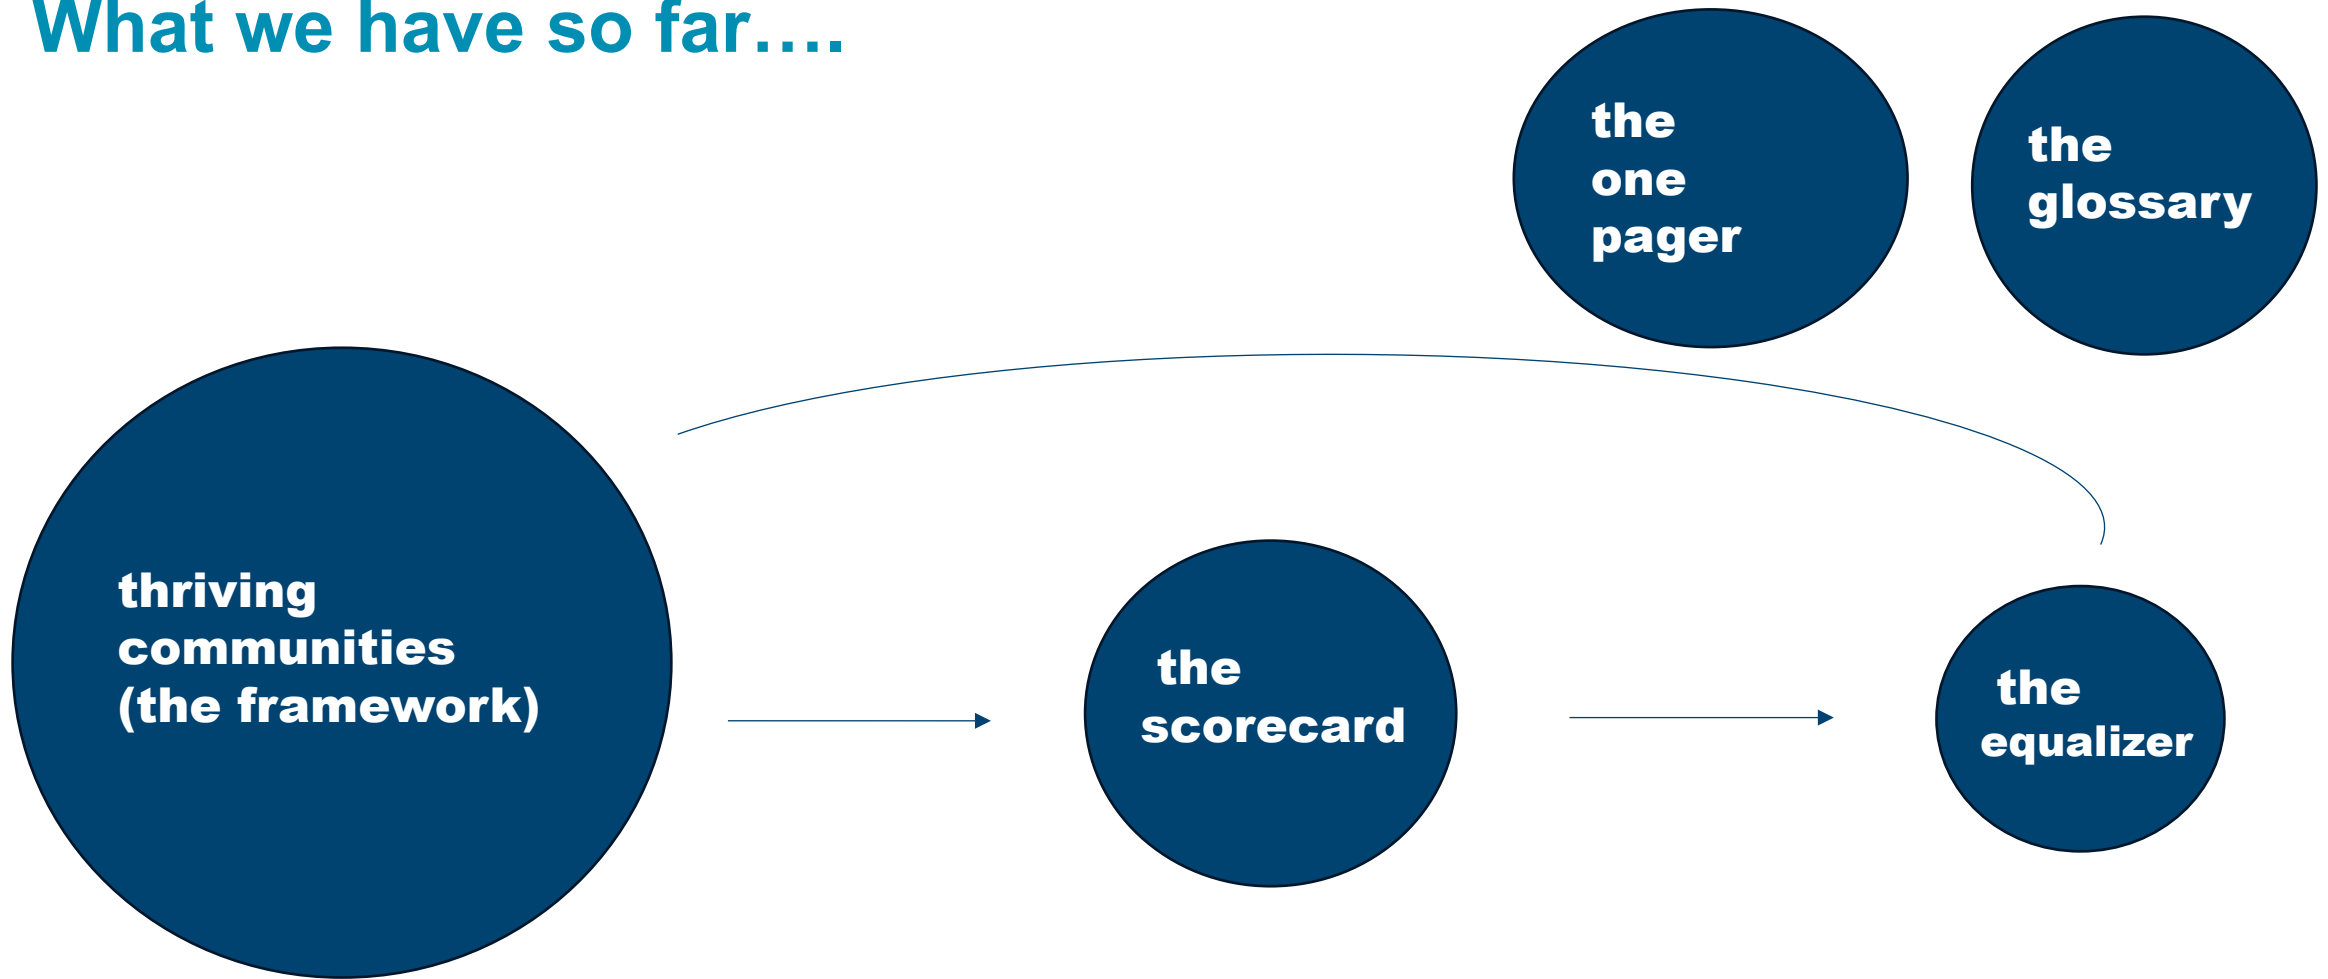 What we have so far....
the
one
pager
the
glossary
thriving
communities
(the framework)
the
scorecard
the
equalizer